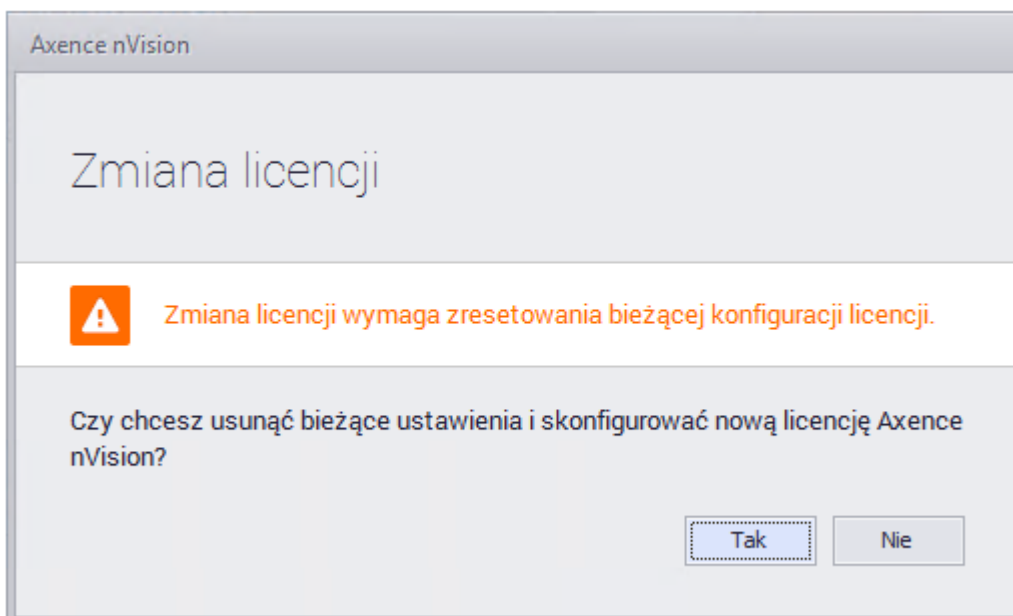 Axence nVision
Zmiana licencji
Zmiana licencji wymaga zresetowania bieżącej konfiguracji licencji.
Czy chcesz usunąć bieżące ustawienia i skonfigurować nową licencję Axence
nVision?
Tak
Nie